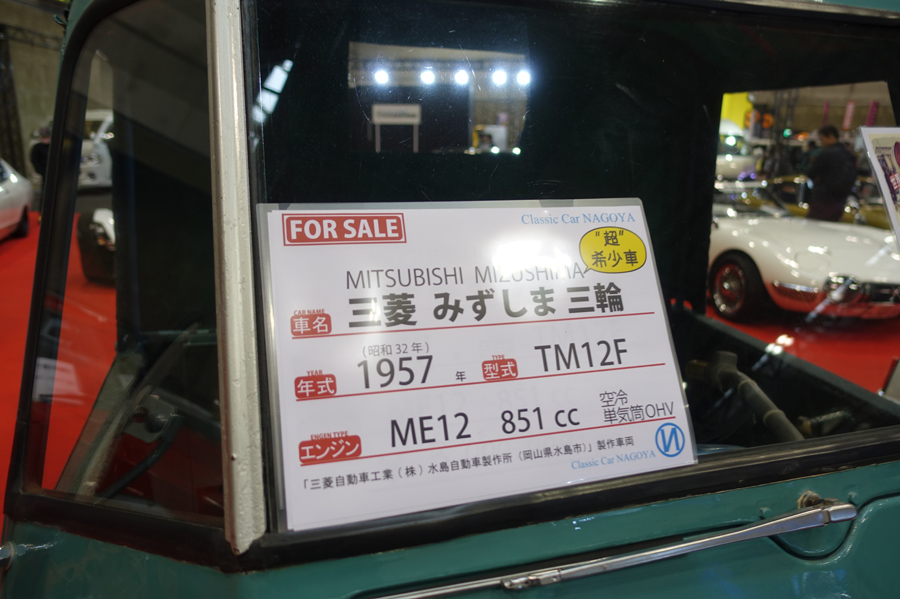 FOR SALE
Classic Car NAGOYA
"超"
希少車
MITSUBISHI MIZUSHIMA
CAR NAME
車名
三菱 みずしま 三輪
(昭和32年)
YEAR
年式
1957 年
TYPE
型式
TM12F
ENGEN TYPE
エンジン
ME12 851 cc
空冷
単気筒OHV
「三菱自動車工業（株）水島自動車製作所（岡山県水島市）」製作車両
Classic Car NAGOYA